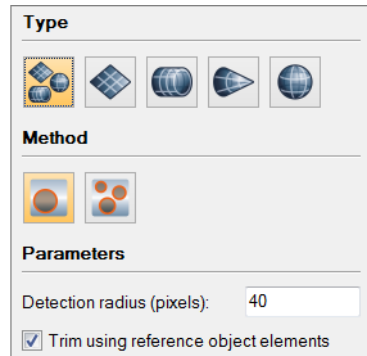 Type
Method
Parameters
Detection radius (pixels): 40
Trim using reference object elements